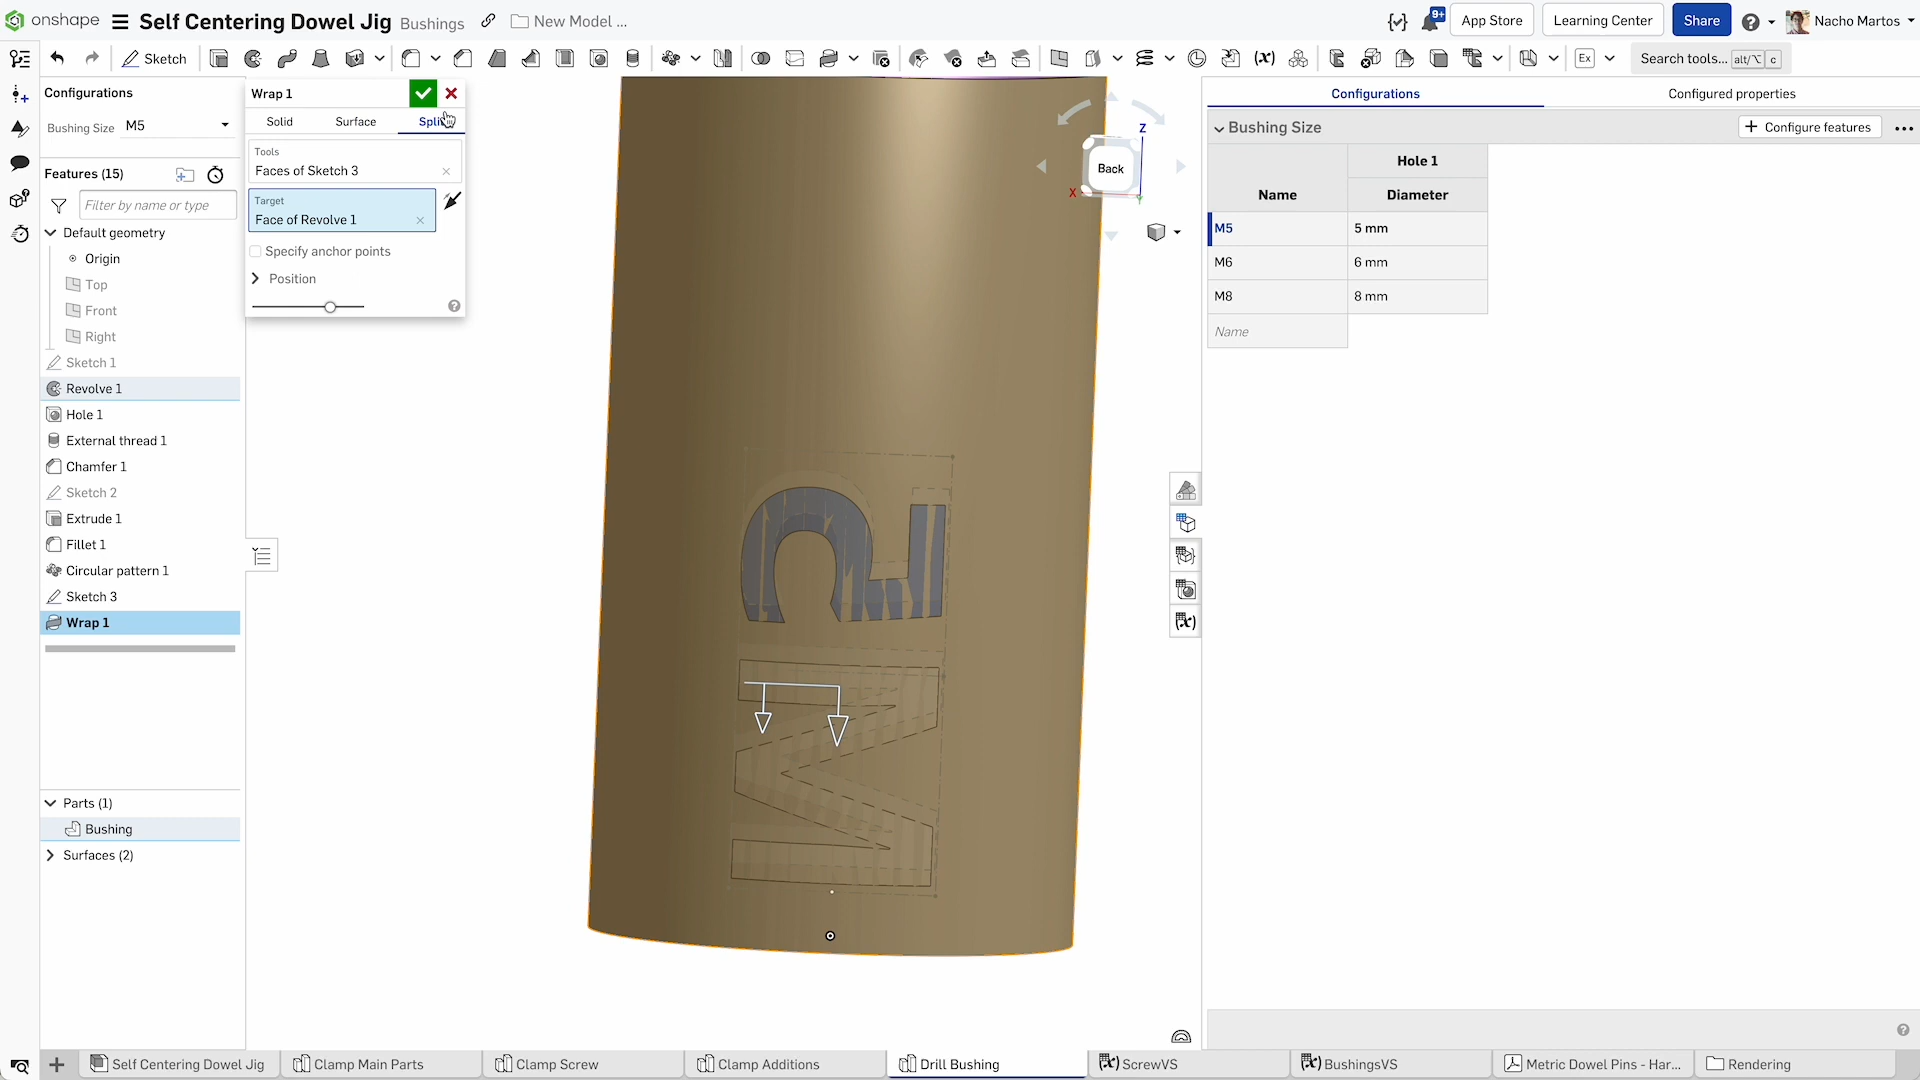 onshape
Self Centering Dowel Jig Bushings
New Model ...
9+
App Store
Learning Center
Share
Nacho Martos
Sketch
Ex
Search tools... alt/⌥ c
Configurations
Bushing Size M5
Features (15)
Filter by name or type
Default geometry
Origin
Top
Front
Right
Sketch 1
Revolve 1
Hole 1
External thread 1
Chamfer 1
Sketch 2
Extrude 1
Fillet 1
Circular pattern 1
Sketch 3
Wrap 1
Parts (1)
Bushing
Surfaces (2)
Wrap 1
Solid Surface Split
Tools
Faces of Sketch 3
Target
Face of Revolve 1
Specify anchor points
Position
M5
Z
Back
X
Y
Configurations Configured properties
Bushing Size
Configure features
Hole 1
Name Diameter
M5 5 mm
M6 6 mm
M8 8 mm
Name
Self Centering Dowel Jig
Clamp Main Parts
Clamp Screw
Clamp Additions
Drill Bushing
ScrewVS
BushingsVS
Metric Dowel Pins - Har...
Rendering